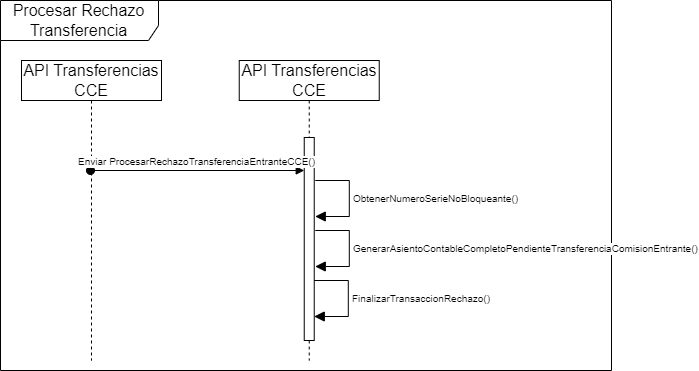 Procesar Rechazo
Transferencia
API Transferencias
CCE
API Transferencias
CCE
Enviar ProcesarRechazoTransferenciaEntranteCCE()
ObtenerNumeroSerieNoBloqueante()
GenerarAsientoContableCompletoPendienteTransferenciaComisionEntrante()
FinalizarTransaccionRechazo()